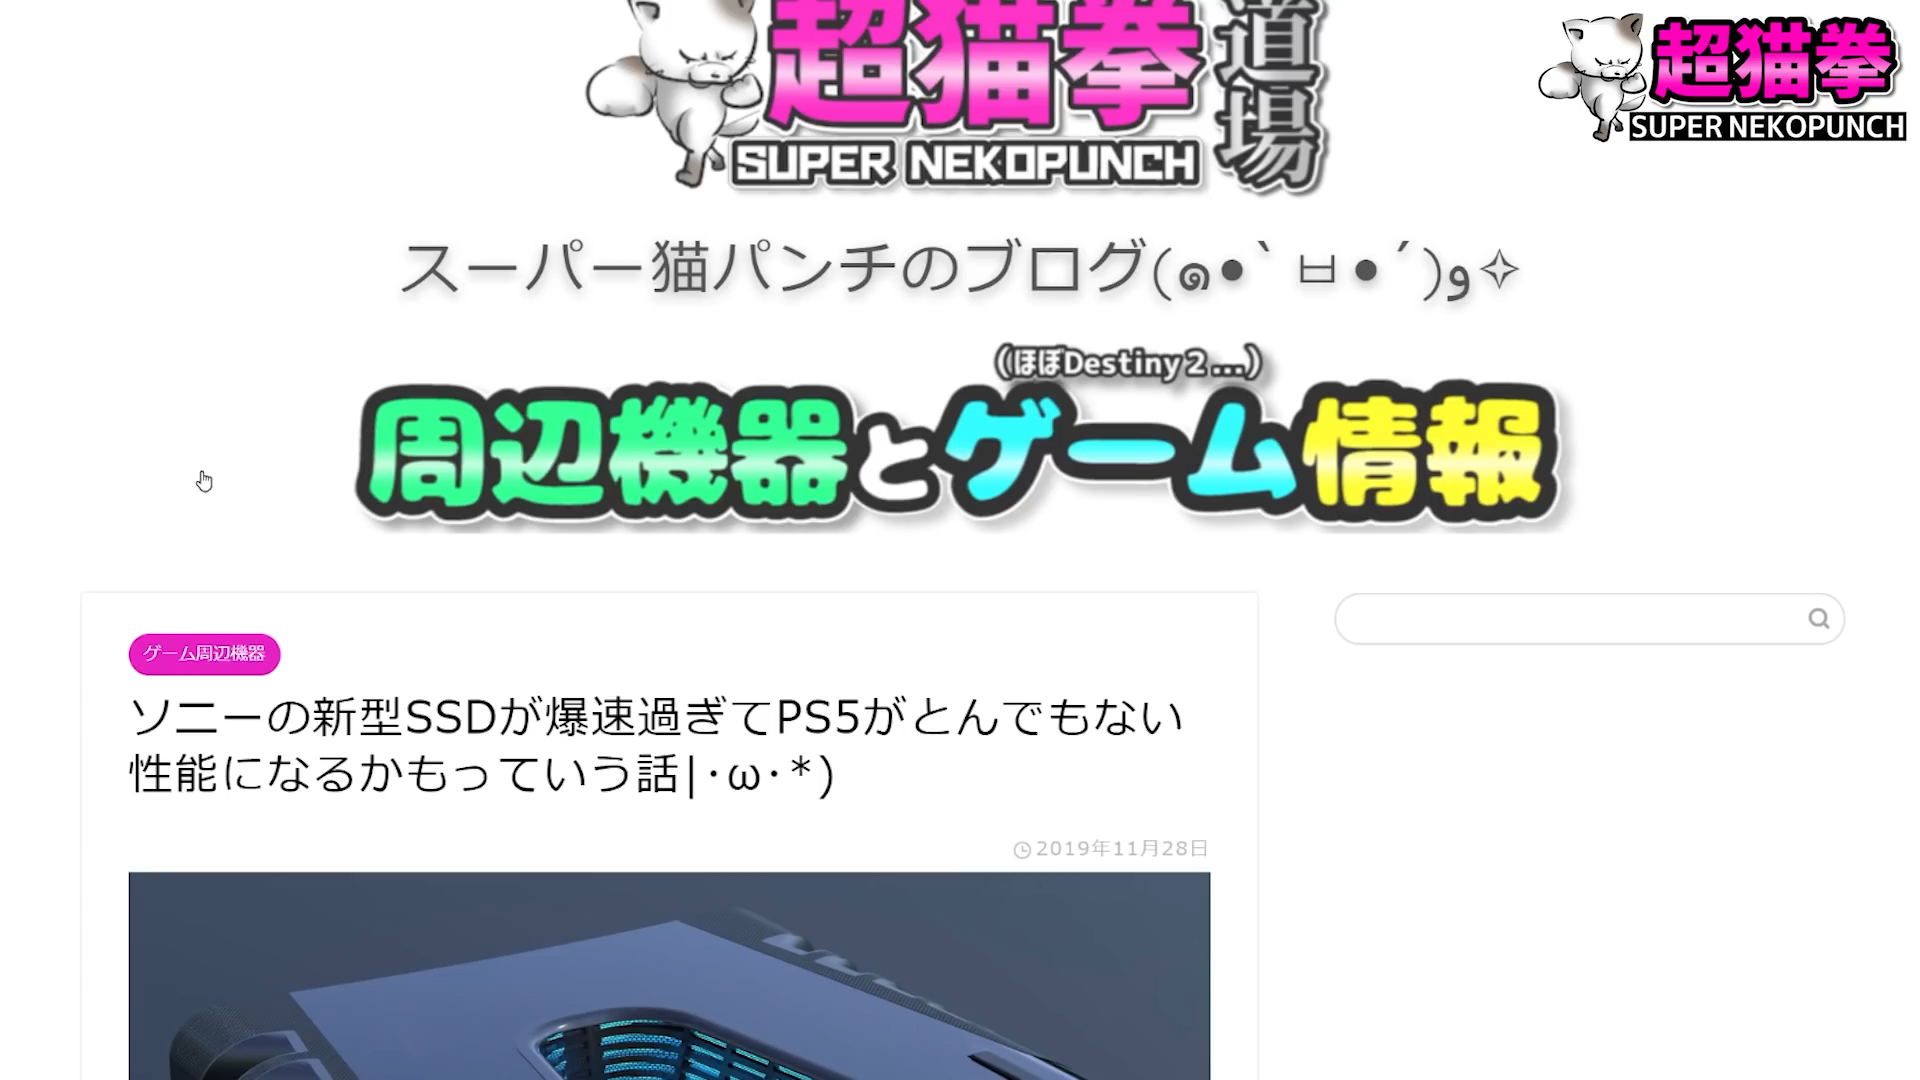 超猫拳
道場
SUPER NEKOPUNCH
超猫拳
SUPER NEKOPUNCH
スーパー猫パンチのブログ(๑•̀ㅂ•́)و✧
(ほぼDestiny2...)
周辺機器とゲーム情報
ゲーム周辺機器
ソニーの新型SSDが爆速過ぎてPS5がとんでもない
性能になるかもっていう話|·ω·*)
2019年11月28日